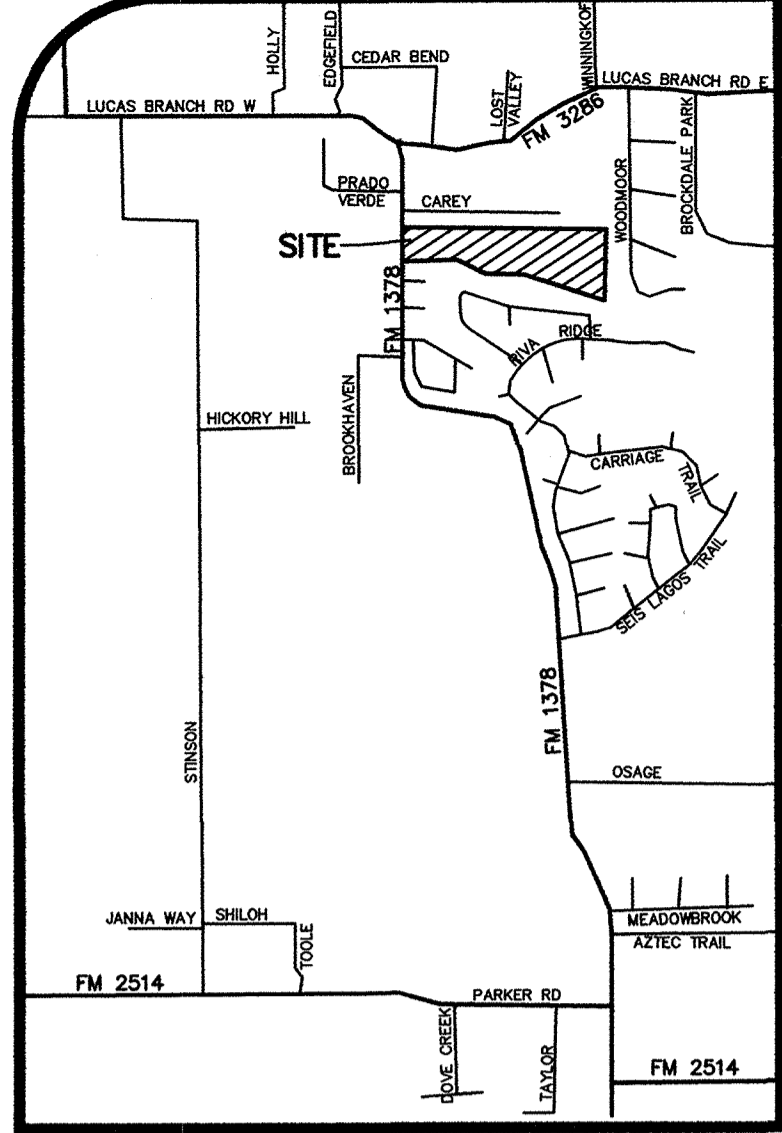 HOLLY
EDGEFIELD
CEDAR BEND
LOST
VALLEY
WINNINGKOF
LUCAS BRANCH RD E
LUCAS BRANCH RD W
FM 3286
WOODMOOR
BROCKDALE PARK
PRADO
VERDE
CAREY
SITE
FM 1378
RIVA RIDGE
BROOKHAVEN
HICKORY HILL
CARRIAGE TRAIL
SEIS LAGOS TRAIL
FM 1378
STINSON
OSAGE
JANNA WAY
SHILOH
TOOLE
MEADOWBROOK
AZTEC TRAIL
FM 2514
PARKER RD
DOVE CREEK
TAYLOR
FM 2514